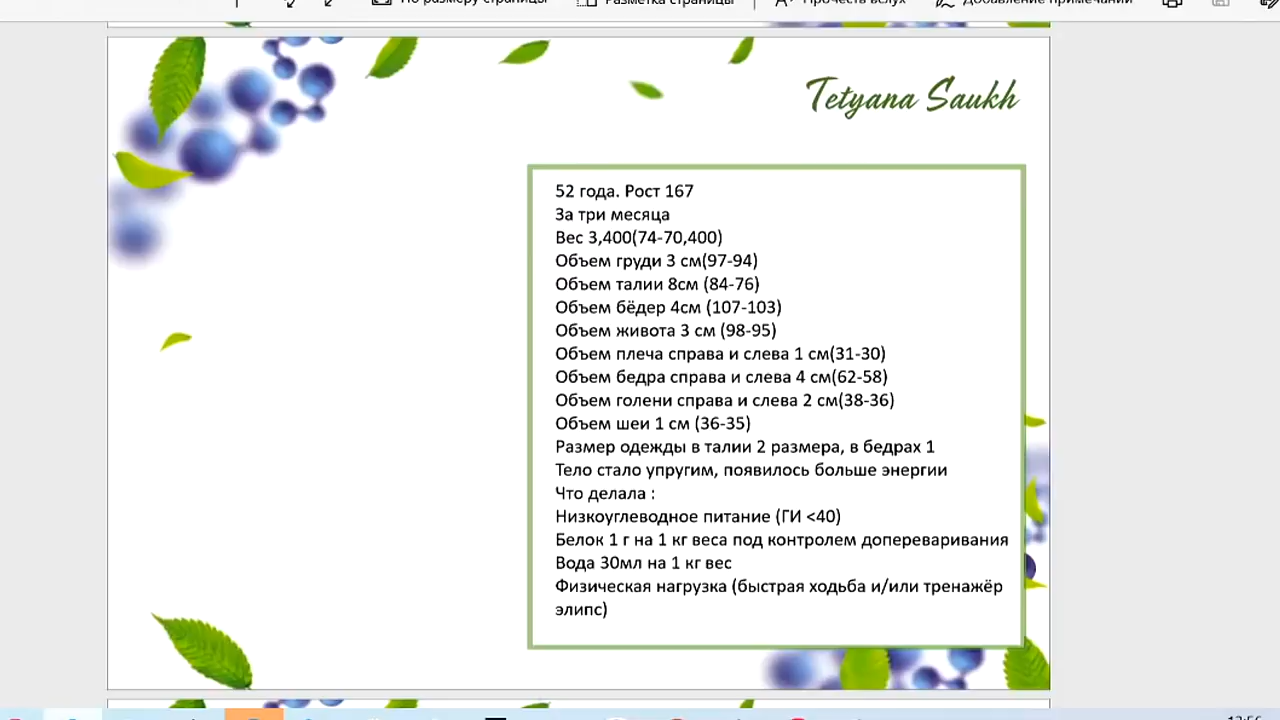 Tetyana Saukh
52 года. Рост 167
За три месяца
Вес 3,400(74-70,400)
Объем груди 3 см(97-94)
Объем талии 8см (84-76)
Объем бёдер 4см (107-103)
Объем живота 3 см (98-95)
Объем плеча справа и слева 1 см(31-30)
Объем бедра справа и слева 4 см(62-58)
Объем голени справа и слева 2 см(38-36)
Объем шеи 1 см (36-35)
Размер одежды в талии 2 размера, в бедрах 1
Тело стало упругим, появилось больше энергии
Что делала :
Низкоуглеводное питание (ГИ <40)
Белок 1 г на 1 кг веса под контролем допереваривания
Вода 30мл на 1 кг вес
Физическая нагрузка (быстрая ходьба и/или тренажёр
элипс)